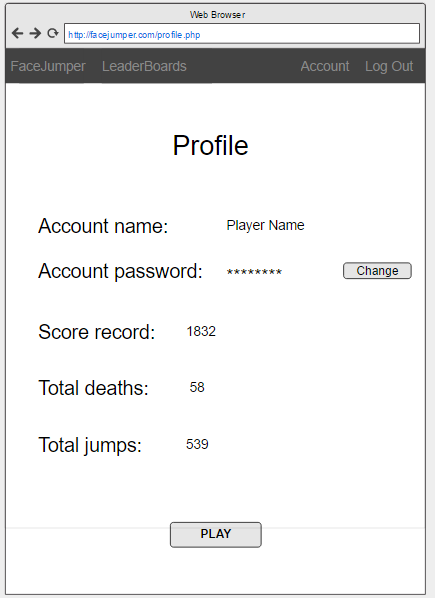 Web Browser
http://facejumper.com/profile.php
FaceJumper LeaderBoards Account Log Out
Profile
Account name: Player Name
Account password: ******** Change
Score record: 1832
Total deaths: 58
Total jumps: 539
PLAY